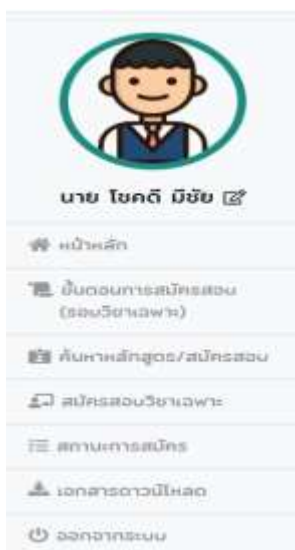 นาย โชคดี มีชัย
หน้าหลัก
ขั้นตอนการสมัครสอบ
(รอบวิชาเฉพาะ)
ค้นหาหลักสูตร/สมัครสอบ
สมัครสอบวิชาเฉพาะ
สถานะการสมัคร
เอกสารดาวน์โหลด
ออกจากระบบ